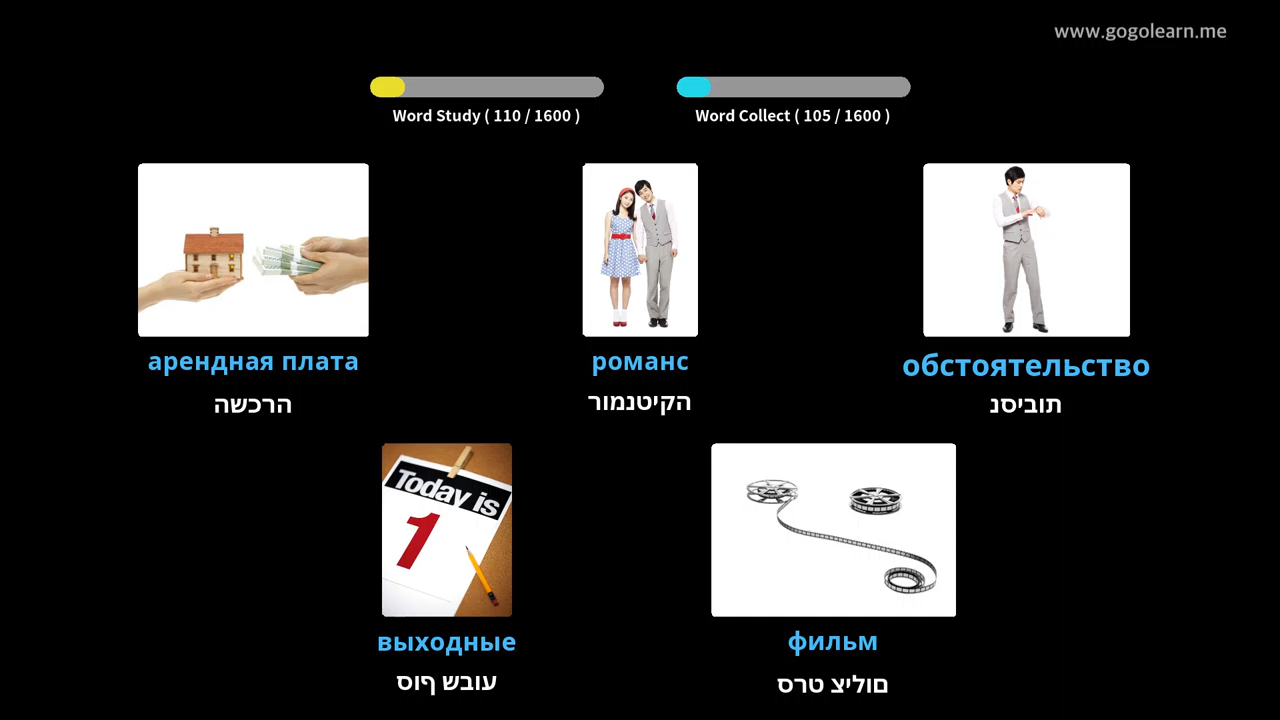 www.gogolearn.me
Word Study ( 110 / 1600 )
Word Collect ( 105 / 1600 )
арендная плата
הרכשה
романс
הקיטנמור
обстоятельство
תוביסנ
Today is
1
выходные
עובש ףוס
фильм
םוליצ טרס